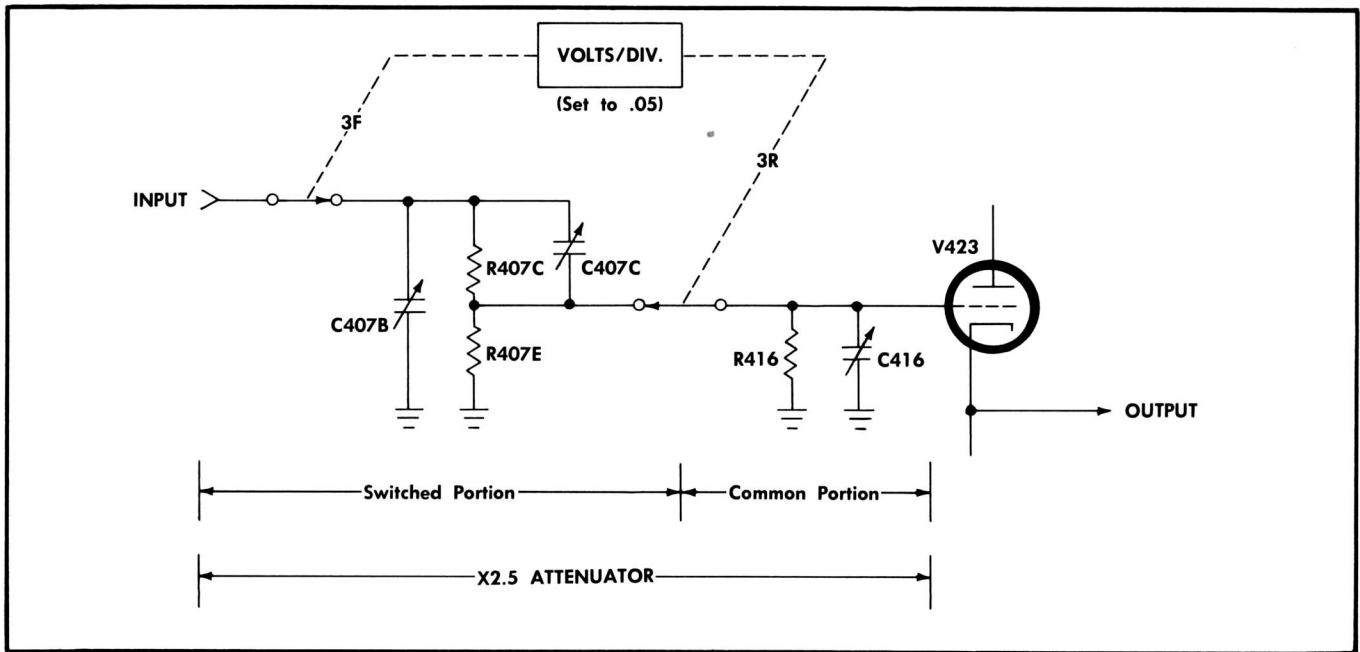 VOLTS/DIV.
(Set to .05)
3F
3R
INPUT
V423
R407C
C407C
C407B
R407E
R416
C416
OUTPUT
Switched Portion
Common Portion
X2.5 ATTENUATOR